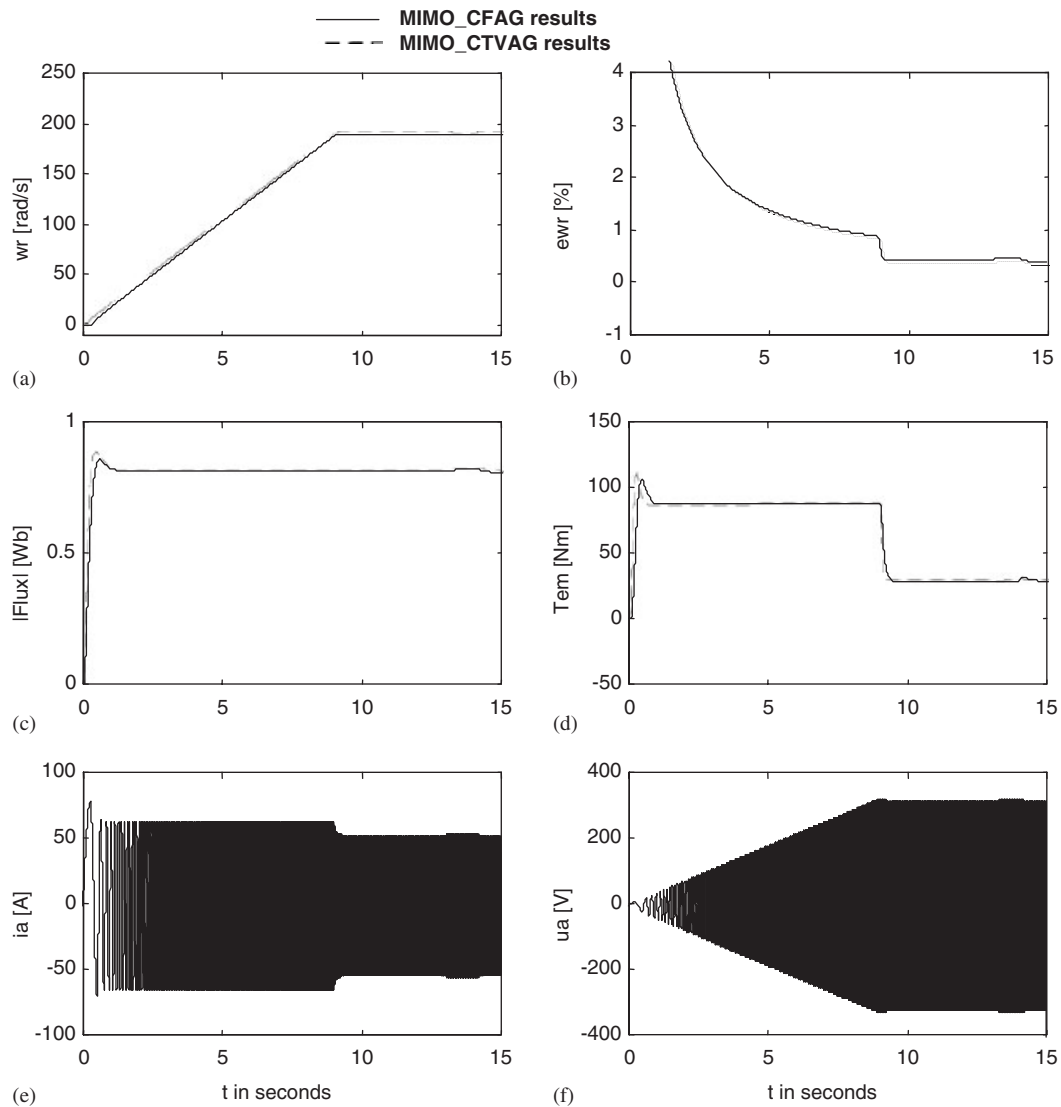 MIMO_CFAG results
MIMO_CTVAG results
250
200
150
100
50
0
wr [rad/s]
0 5 10 15
(a)
4
3
2
1
0
-1
ewr [%]
0 5 10 15
(b)
1
0.5
0
|Flux| [Wb]
0 5 10 15
(c)
150
100
50
0
-50
Tem [Nm]
0 5 10 15
(d)
100
50
0
-50
-100
ia [A]
0 5 10 15
(e) t in seconds
400
200
0
-200
-400
ua [V]
0 5 10 15
(f) t in seconds